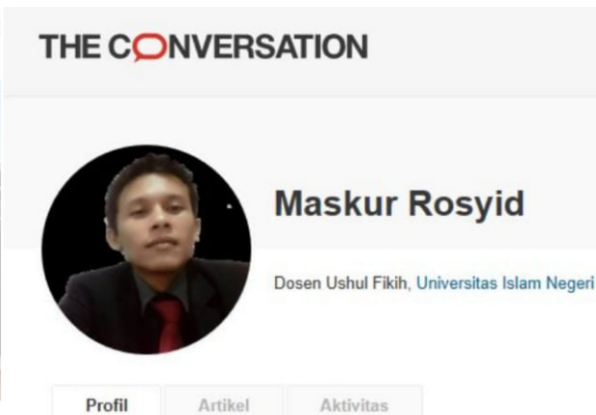 THE CONVERSATION
Maskur Rosyid
Dosen Ushul Fikih, Universitas Islam Negeri
Profil Artikel Aktivitas